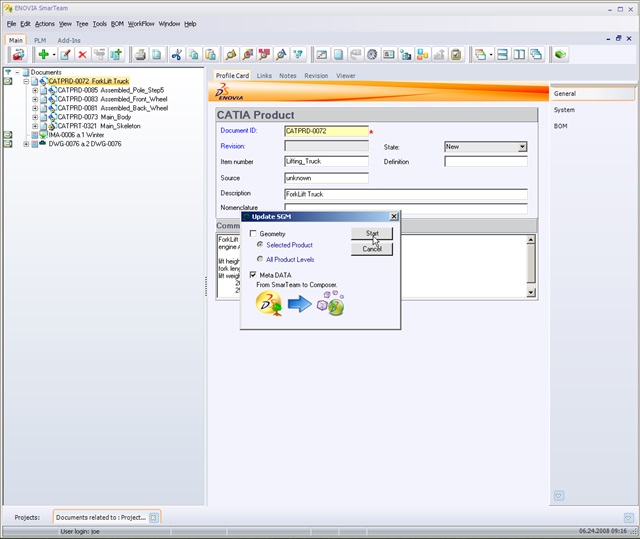 ENOVIA SmarTeam
File Edit Actions Tree Tools BOM WorkFlow Window Help
Main PLM Add-Ins
Documents
CATPRD-0072 ForkLift Truck
CATPRD-0085 Assembled_Pole_Step5
CATPRD-0083 Assembled_Front_Wheel
CATPRD-0081 Assembled_Back_Wheel
CATPRD-0073 Main_Body
CATPRT-0321 Main_Skeleton
IMA-0006 a.1 Winter
DWG-0076 a.2 DWG-0076
Profile Card Links Notes Revision Viewer
ENOVIA
CATIA Product
Document ID: CATPRD-0072 *
Revision: State: New
Item number Lifting_Truck Definition
Source unknown
Description ForkLift Truck
Nomenclature
Comm
ForkLift
engine
lift heigh
fork leng
lift weigh
Update SGM
Geometry
Start
Selected Product
Cancel
All Product Levels
Meta DATA
From SmarTeam to Composer.
General
System
BOM
Projects: Documents related to : Project...
User login: joe 06.24.2008 09:16